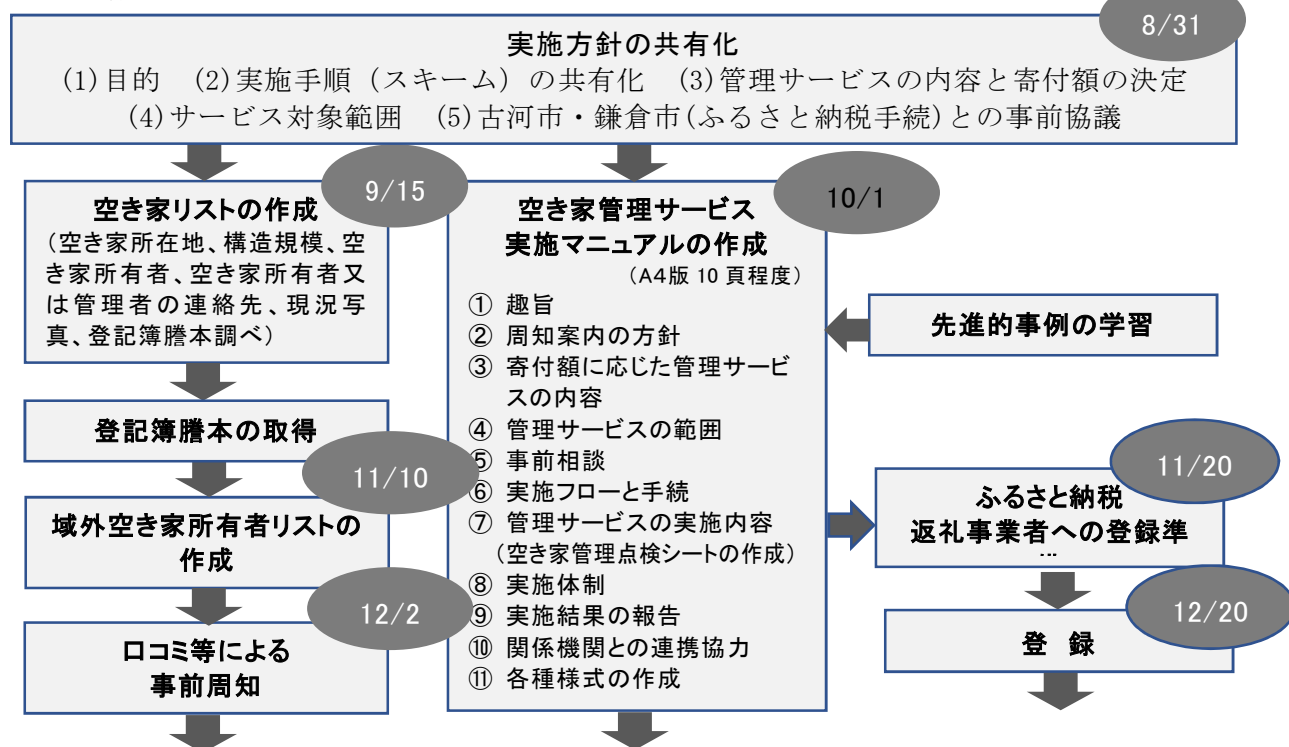 8/31
実施方針の共有化
(1)目的 (2)実施手順(スキーム)の共有化 (3)管理サービスの内容と寄付額の決定
(4)サービス対象範囲 (5)古河市・鎌倉市(ふるさと納税手続)との事前協議
9/15
空き家リストの作成
(空き家所在地、構造規模、空
き家所有者、空き家所有者又
は管理者の連絡先、現況写
真、登記簿謄本調べ)
登記簿謄本の取得
11/10
域外空き家所有者リストの
作成
12/2
口コミ等による
事前周知
10/1
空き家管理サービス
実施マニュアルの作成
(A4版 10 頁程度)
① 趣旨
② 周知案内の方針
③ 寄付額に応じた管理サービ
スの内容
④ 管理サービスの範囲
⑤ 事前相談
⑥ 実施フローと手続
⑦ 管理サービスの実施内容
(空き家管理点検シートの作成)
⑧ 実施体制
⑨ 実施結果の報告
⑩ 関係機関との連携協力
⑪ 各種様式の作成
先進的事例の学習
11/20
ふるさと納税
返礼事業者への登録準
12/20
登 録